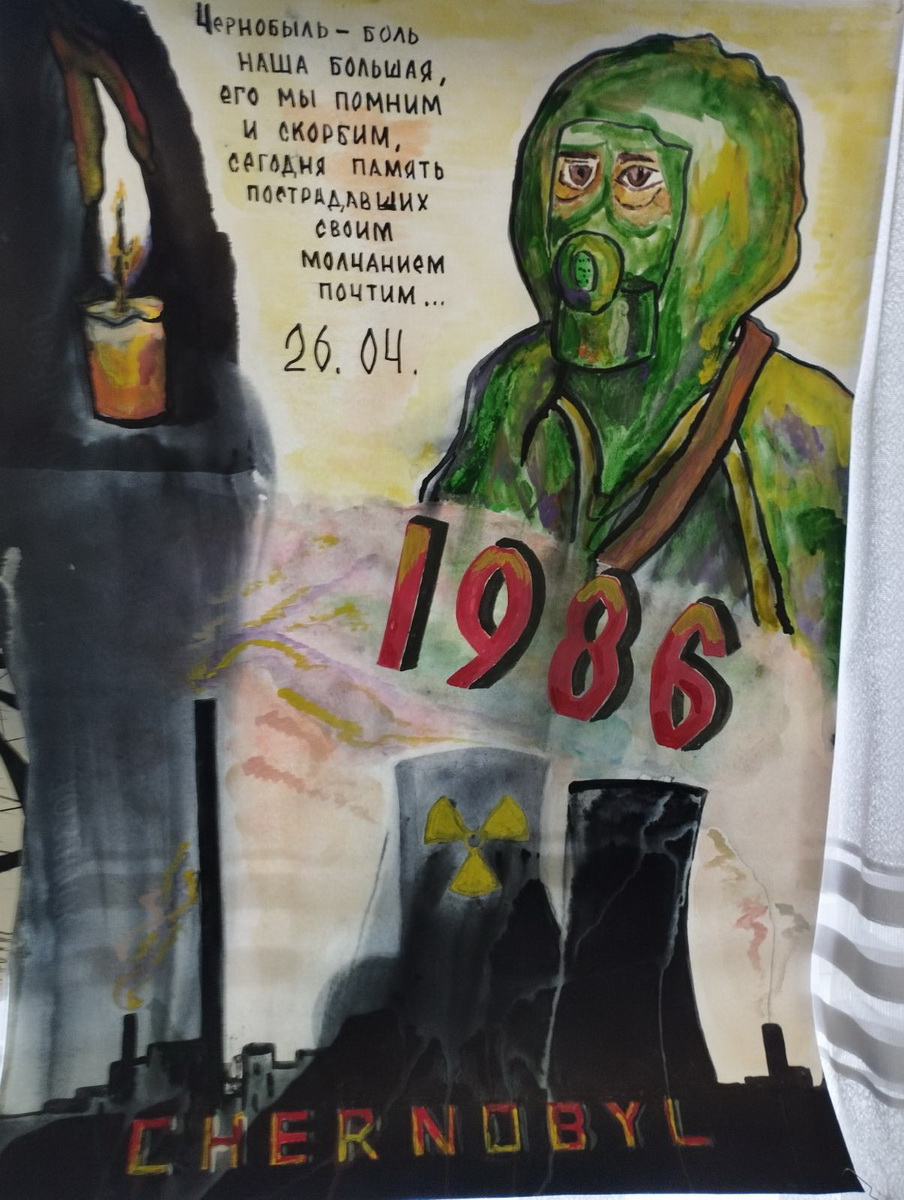 Чернобыль – боль
наша большая,
его мы помним
и скорбим,
сегодня память
пострадавших
своим
молчанием
почтим...
26.04.
1986
CHERNOBYL